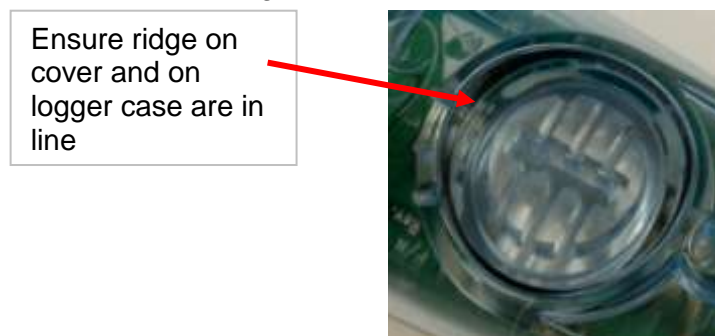 Ensure ridge on
cover and on
logger case are in
line